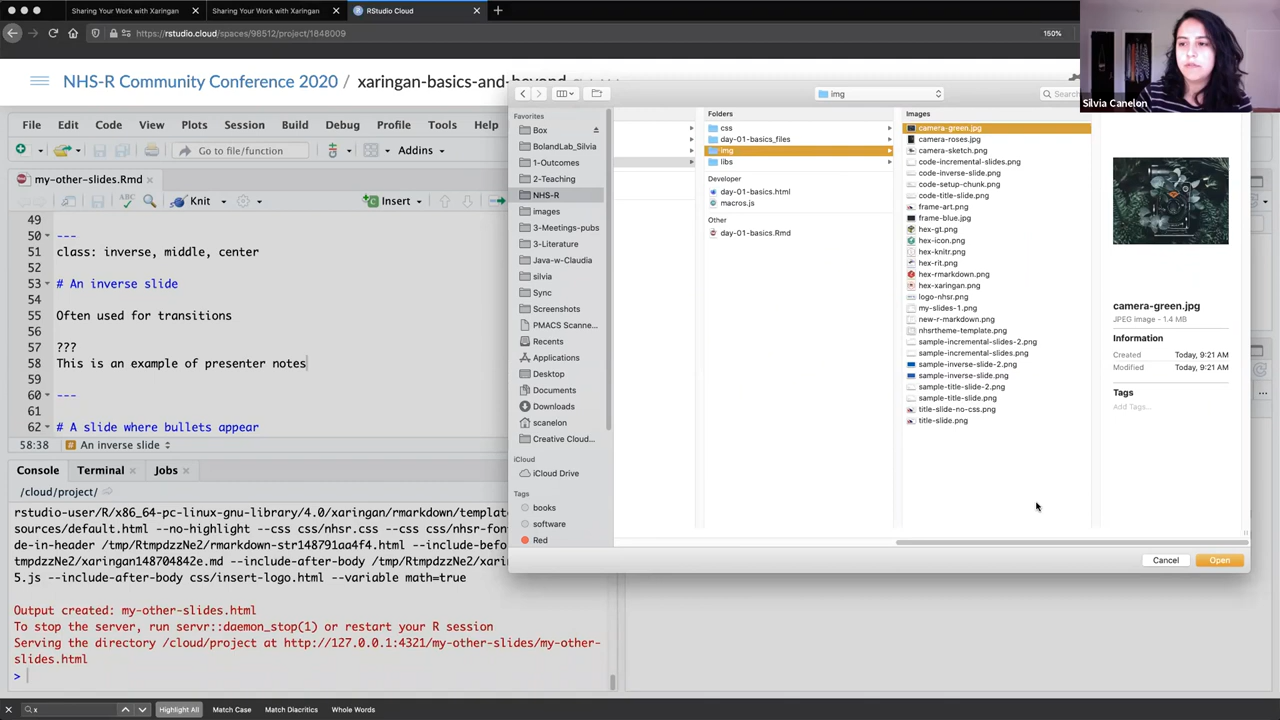 Sharing Your Work with Xaringan
Sharing Your Work with Xaringan
RStudio Cloud
https://rstudio.cloud/spaces/98512/project/1848009
150%
NHS-R Community Conference 2020 / xaringan-basics-and-beyond
Silvia Canelon
File Edit Code View Plots Session Build Debug Profile Tools Help
Go to file/function
Addins
my-other-slides.Rmd
Knit
Insert
49
50 ---
51 class: inverse, middle, center
52
53 # An inverse slide
54
55 Often used for transitions
56
57 ???
58 This is an example of presenter notes
59
60 ---
61
62 # A slide where bullets appear
58:38 An inverse slide
Console Terminal Jobs
/cloud/project/
rstudio-user/R/x86_64-pc-linux-gnu-library/4.0/xaringan/rmarkdown/templat
sources/default.html --no-highlight --css css/nhsr.css --css css/nhsr-font
de-in-header /tmp/RtmpdzzNe2/rmarkdown-str148791aa4f4.html --include-befo
tmpdzzNe2/xaringan148704842e.md --include-after-body /tmp/RtmpdzzNe2/xari
5.js --include-after-body css/insert-logo.html --variable math=true
Output created: my-other-slides.html
To stop the server, run servr::daemon_stop(1) or restart your R session
Serving the directory /cloud/project at http://127.0.0.1:4321/my-other-slides/my-other-
slides.html
>
img
Search
Favorites
Box
BolandLab_Silvia
1-Outcomes
2-Teaching
NHS-R
images
3-Meetings-pubs
3-Literature
Java-w-Claudia
silvia
Sync
Screenshots
PMACS Scanne...
Recents
Applications
Desktop
Documents
Downloads
scanelon
Creative Cloud...
iCloud
iCloud Drive
Tags
books
software
Red
Folders
css
day-01-basics_files
img
libs
Developer
day-01-basics.html
macros.js
Other
day-01-basics.Rmd
Images
camera-green.jpg
camera-roses.jpg
camera-sketch.png
code-incremental-slides.png
code-inverse-slide.png
code-setup-chunk.png
code-title-slide.png
frame-art.png
frame-blue.jpg
hex-gt.png
hex-icon.png
hex-knitr.png
hex-rit.png
hex-rmarkdown.png
hex-xaringan.png
logo-nhsr.png
my-slides-1.png
new-r-markdown.png
nhsrtheme-template.png
sample-incremental-slides-2.png
sample-incremental-slides.png
sample-inverse-slide-2.png
sample-inverse-slide.png
sample-title-slide-2.png
sample-title-slide.png
title-slide-no-css.png
title-slide.png
camera-green.jpg
JPEG image - 1.4 MB
Information
Created Today, 9:21 AM
Modified Today, 9:21 AM
Tags
Add Tags...
Cancel
Open
x
Highlight All Match Case Match Diacritics Whole Words